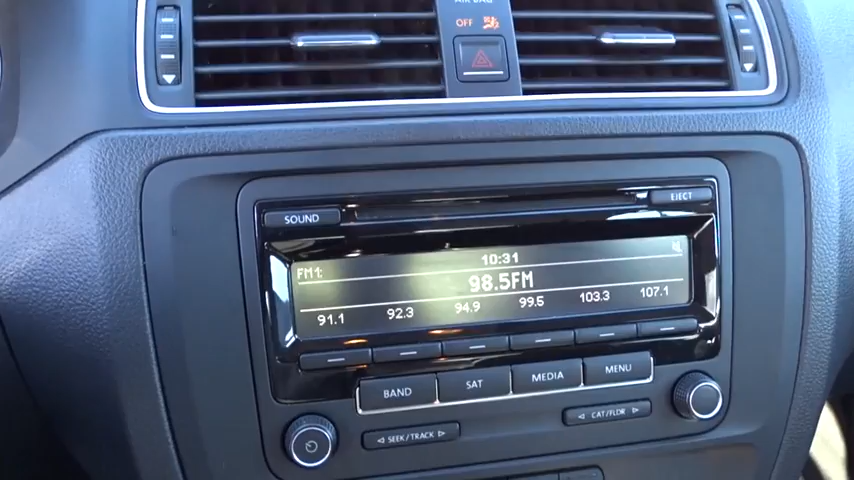 AIR BAG
OFF
SOUND
EJECT
10:31
FM1:
98.5FM
91.1 92.3 94.9 99.5 103.3 107.1
BAND SAT MEDIA MENU
◁ SEEK/TRACK ▷
◁ CAT/FLDR ▷